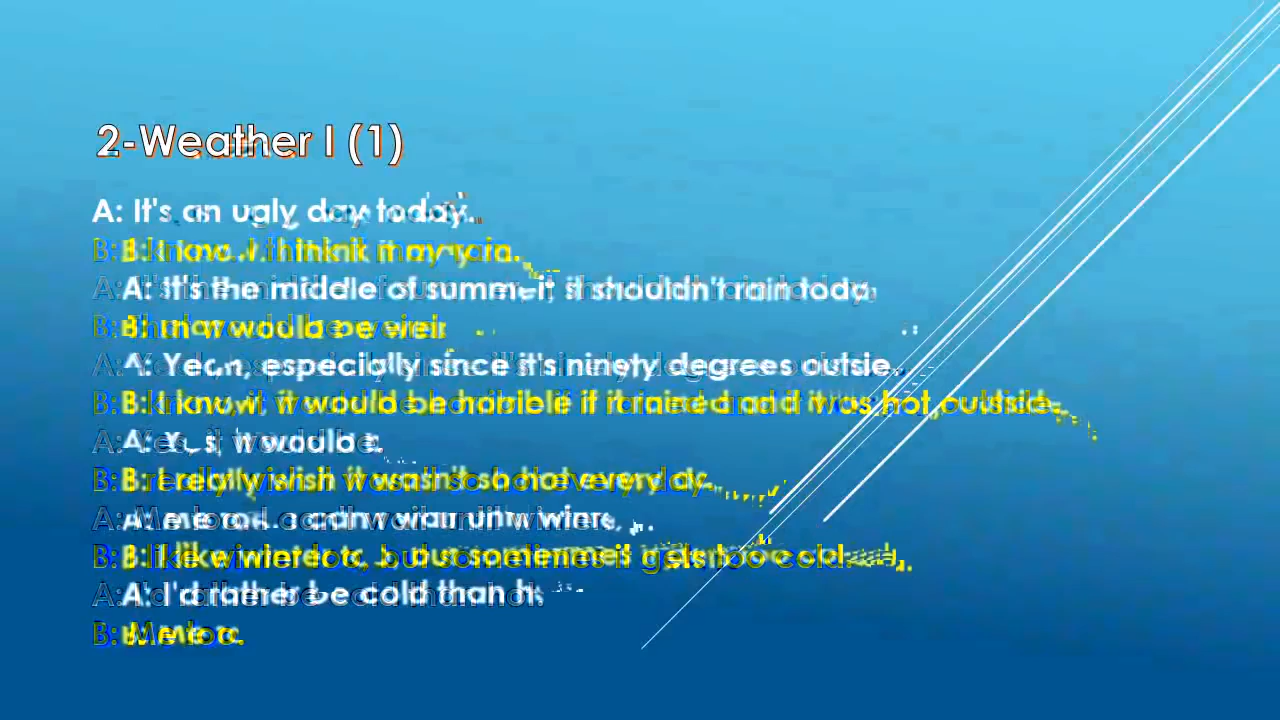 2-Weather I (1)
A: It's an ugly day today.
B: I know. I think it may rain.
A: It's the middle of summer, it shouldn't rain today.
B: That would be weird.
A: Yeah, especially since it's ninety degrees outside.
B: I know, it would be horrible if it rained and it was hot outside.
A: Yes, it would be.
B: I really wish it wasn't so hot every day.
A: Me too. I can't wait until winter.
B: I like winter too, but sometimes it gets too cold.
A: I'd rather be cold than hot.
B: Me too.